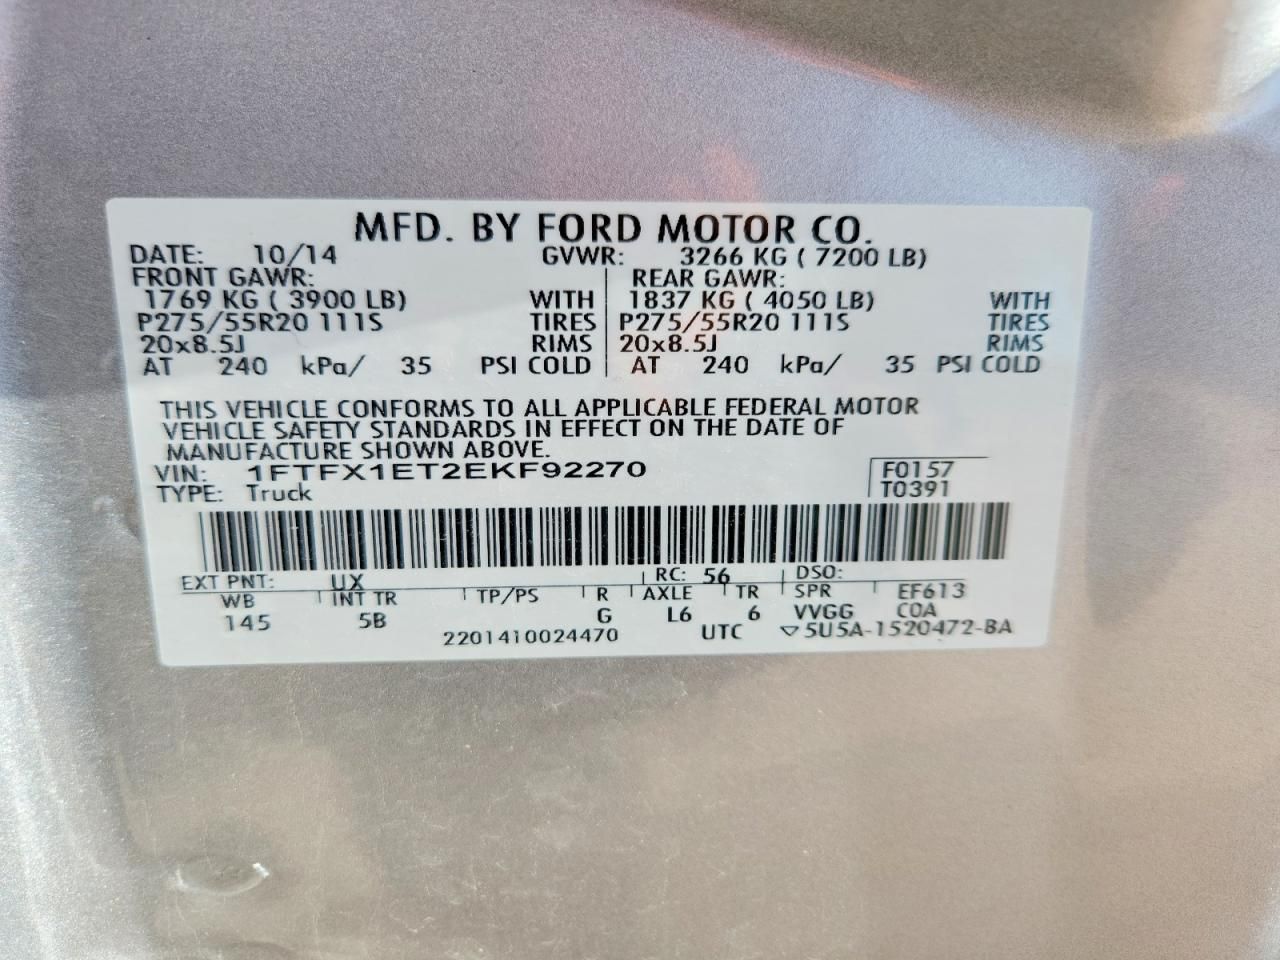 MFD. BY FORD MOTOR CO.
DATE: 10/14 GVWR: 3266 KG ( 7200 LB)
FRONT GAWR: REAR GAWR:
1769 KG ( 3900 LB) WITH 1837 KG ( 4050 LB) WITH
P275/55R20 111S TIRES P275/55R20 111S TIRES
20x8.5J RIMS 20x8.5J RIMS
AT 240 kPa/ 35 PSI COLD AT 240 kPa/ 35 PSI COLD
THIS VEHICLE CONFORMS TO ALL APPLICABLE FEDERAL MOTOR
VEHICLE SAFETY STANDARDS IN EFFECT ON THE DATE OF
MANUFACTURE SHOWN ABOVE.
VIN: 1FTFX1ET2EKF92270 F0157
TYPE: Truck T0391
EXT PNT: UX RC: 56 DSO:
WB INT TR TP/PS R AXLE TR SPR EF613
145 5B G L6 6 VVGG COA
2201410024470 UTC ▽5U5A-1520472-BA